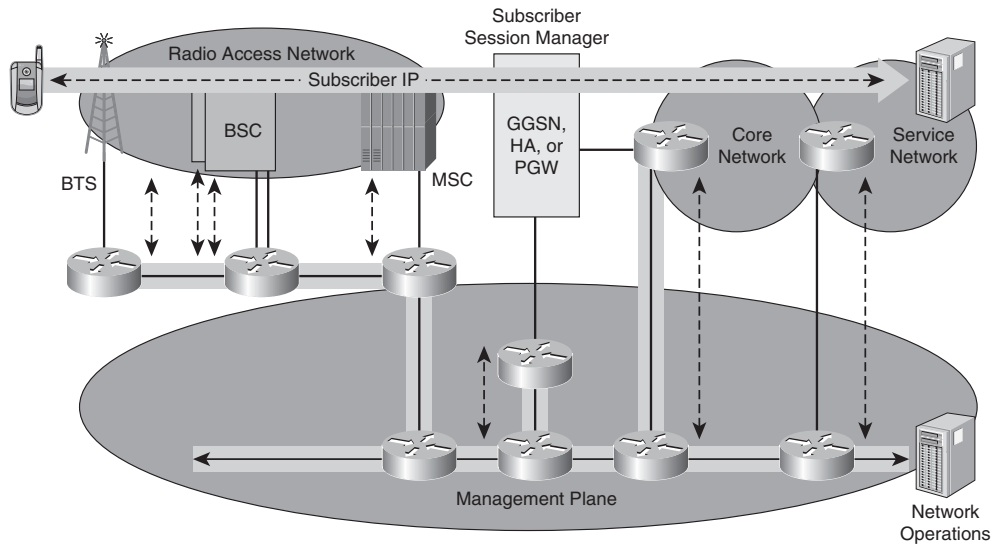 Subscriber
Session Manager
Radio Access Network
Subscriber IP
BSC
GGSN,
HA, or
PGW
Core
Network
Service
Network
BTS
MSC
Management Plane
Network
Operations